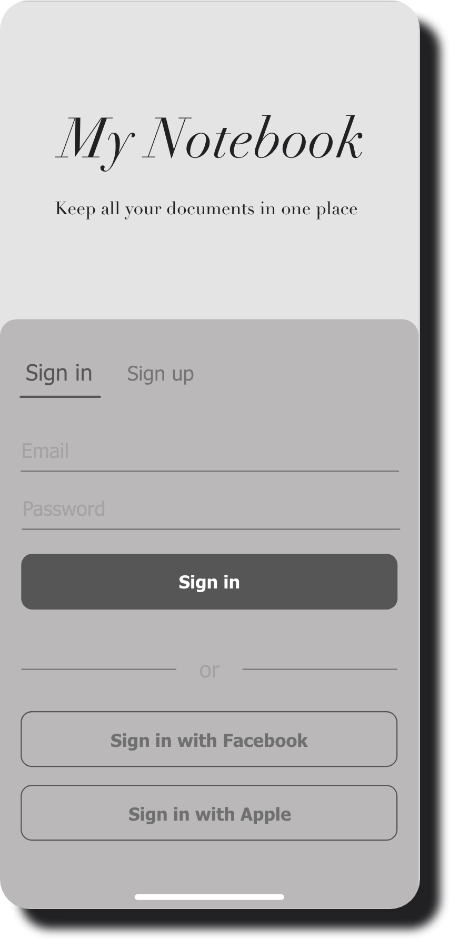 My Notebook
Keep all your documents in one place
Sign in Sign up
Email
Password
Sign in
or
Sign in with Facebook
Sign in with Apple